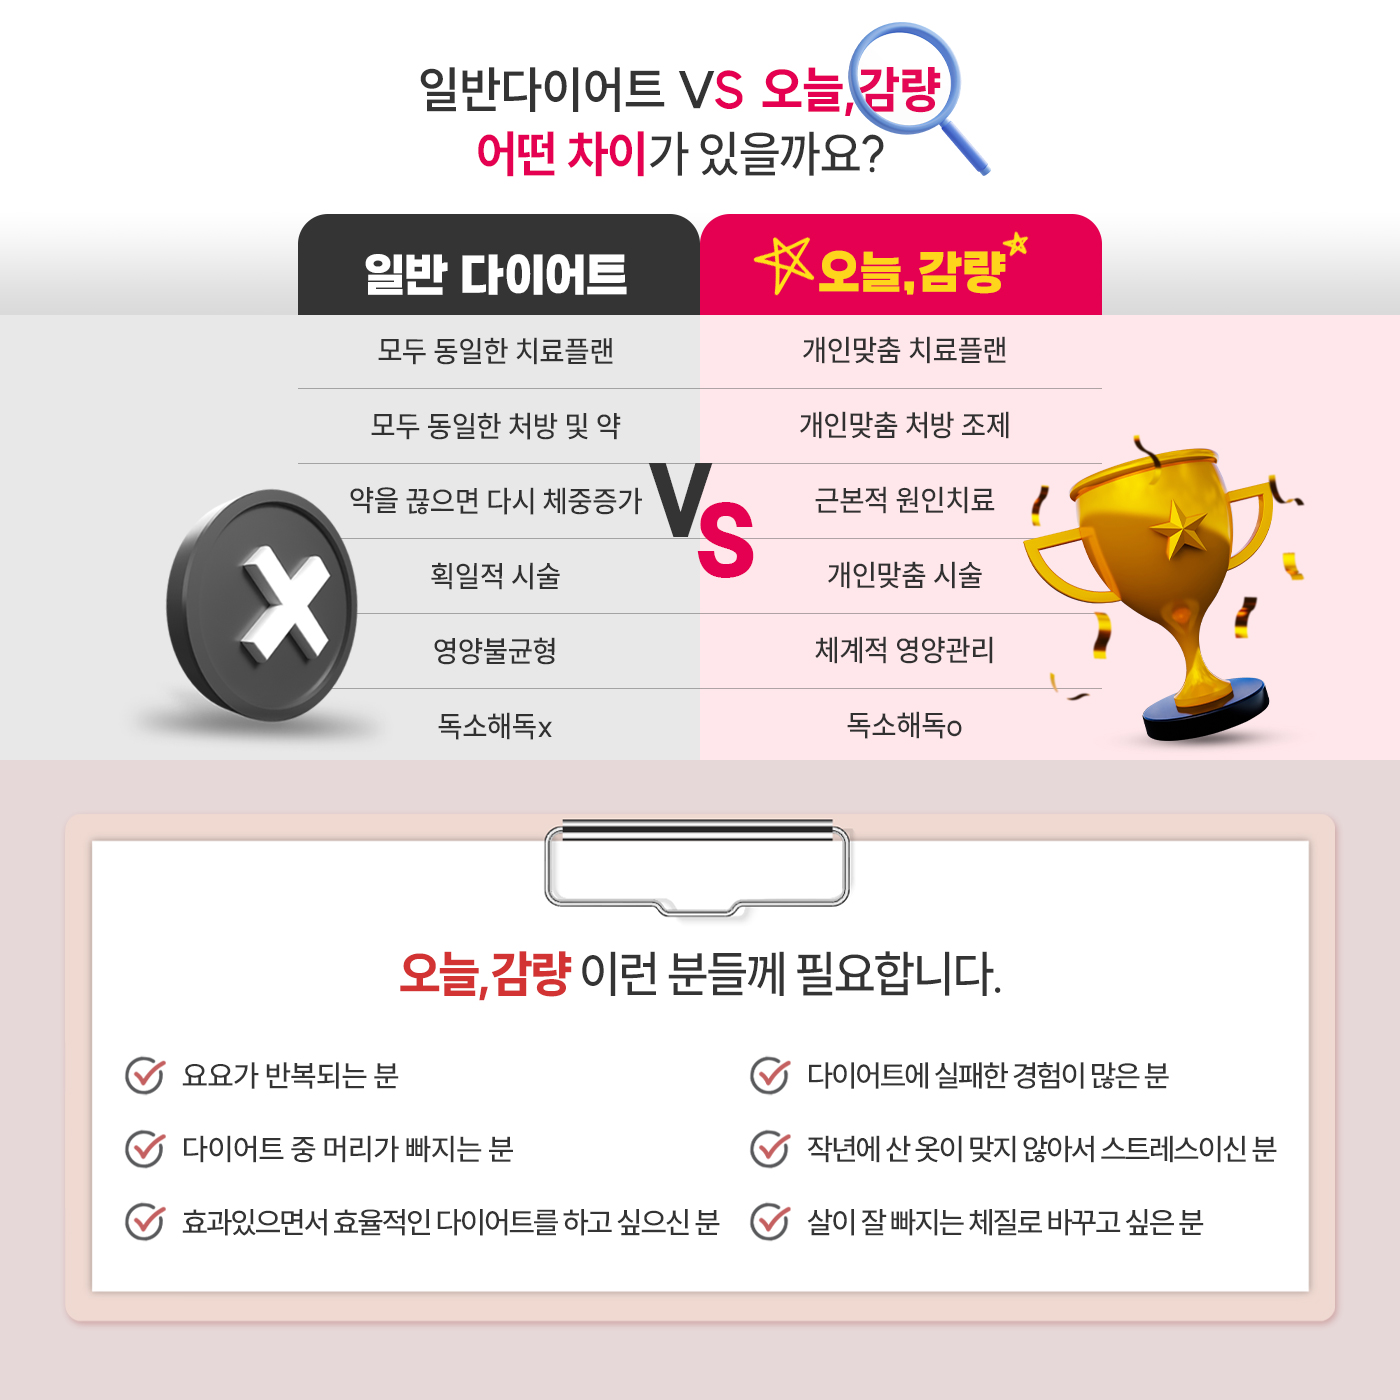 일반다이어트 VS 오늘,감량
어떤 차이가 있을까요?
일반 다이어트
오늘,감량
모두 동일한 치료플랜
개인맞춤 치료플랜
모두 동일한 처방 및 약
개인맞춤 처방 조제
약을 끊으면 다시 체중증가
VS
근본적 원인치료
획일적 시술
개인맞춤 시술
영양불균형
체계적 영양관리
독소해독x
독소해독o
오늘,감량 이런 분들께 필요합니다.
요요가 반복되는 분
다이어트에 실패한 경험이 많은 분
다이어트 중 머리가 빠지는 분
작년에 산 옷이 맞지 않아서 스트레스이신 분
효과있으면서 효율적인 다이어트를 하고 싶으신 분
살이 잘 빠지는 체질로 바꾸고 싶은 분